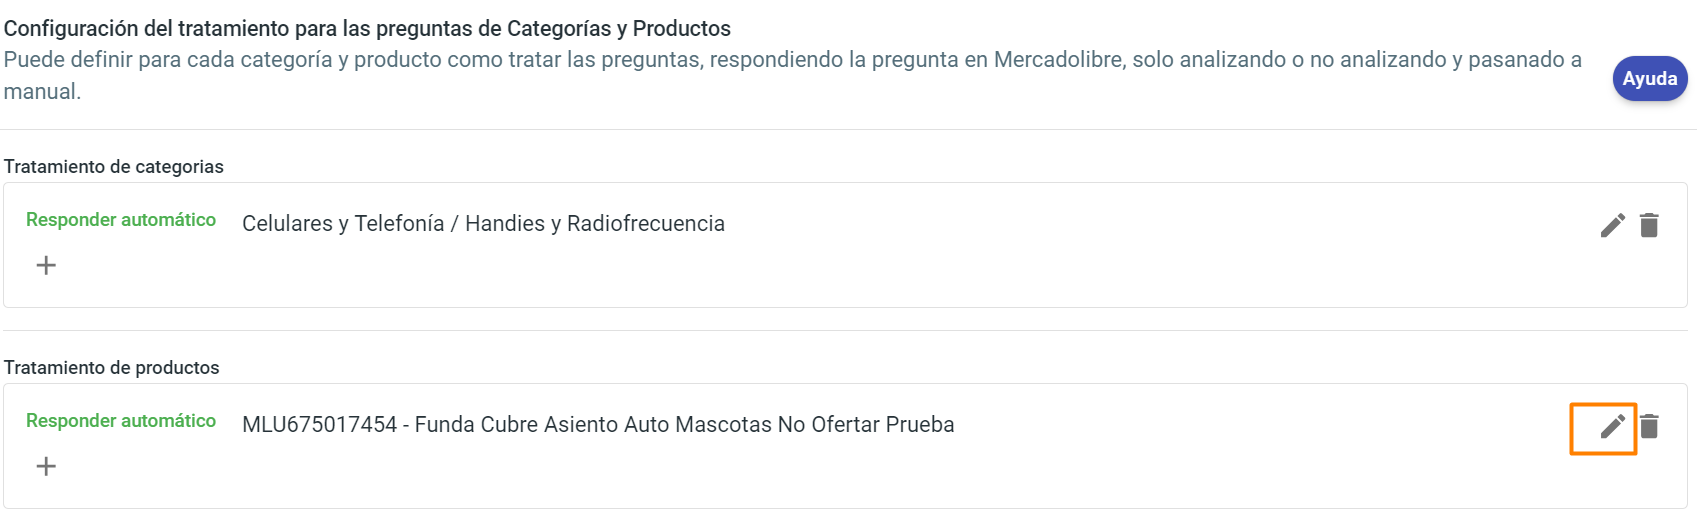 Configuración del tratamiento para las preguntas de Categorías y Productos
Puede definir para cada categoría y producto como tratar las preguntas, respondiendo la pregunta en Mercadolibre, solo analizando o no analizando y pasanado a
manual.
Ayuda
Tratamiento de categorias
Responder automático Celulares y Telefonía / Handies y Radiofrecuencia
Tratamiento de productos
Responder automático MLU675017454 - Funda Cubre Asiento Auto Mascotas No Ofertar Prueba